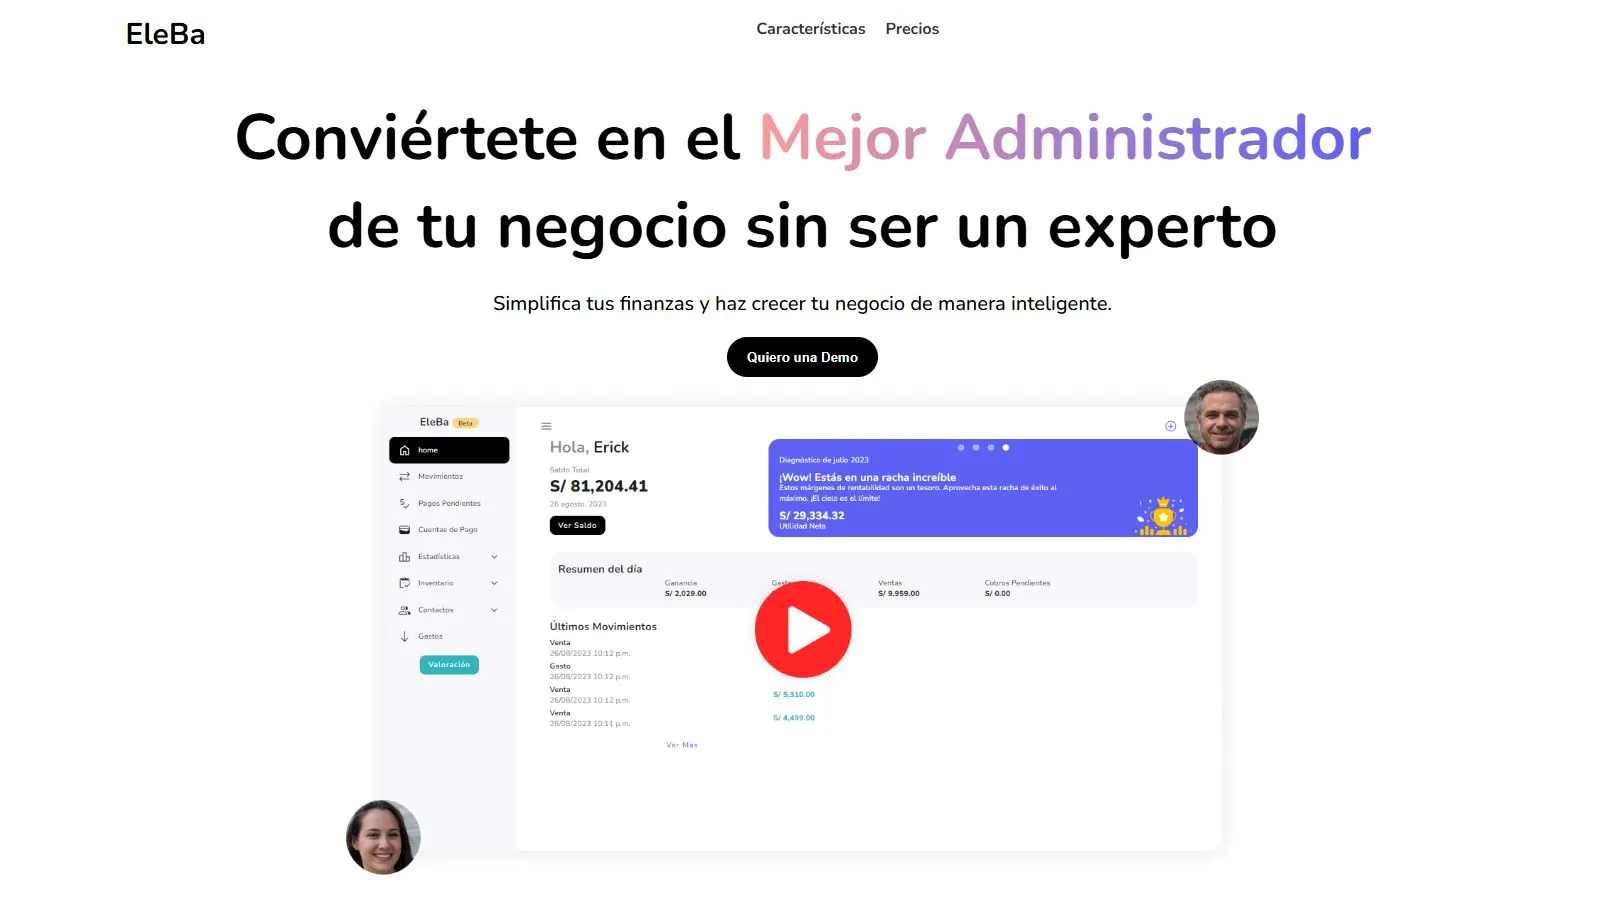 EleBa
Características
Precios
Conviértete en el Mejor Administrador
de tu negocio sin ser un experto
Simplifica tus finanzas y haz crecer tu negocio de manera inteligente.
Quiero una Demo
EleBa Beta
home
Movimientos
Pagos Pendientes
Cuentas de Pago
Estadísticas
Inventario
Contactos
Gastos
Valoración
Hola, Erick
Saldo Total
S/ 81,204.41
26 agosto, 2023
Ver Saldo
Diagnóstico de julio 2023
¡Wow! Estás en una racha increíble
Estos márgenes de rentabilidad son un tesoro. Aprovecha esta racha de éxito al
máximo. ¡El cielo es el límite!
S/ 29,334.32
Utilidad Neta
Resumen del día
Ganancia
S/ 2,029.00
Ventas
S/ 9,959.00
Cobros Pendientes
S/ 0.00
Últimos Movimientos
Venta
26/08/2023 10:12 p.m.
Gasto
26/08/2023 10:12 p.m.
Venta
26/08/2023 10:12 p.m.
S/ 5,310.00
Venta
26/08/2023 10:11 p.m.
S/ 4,499.00
Ver Más